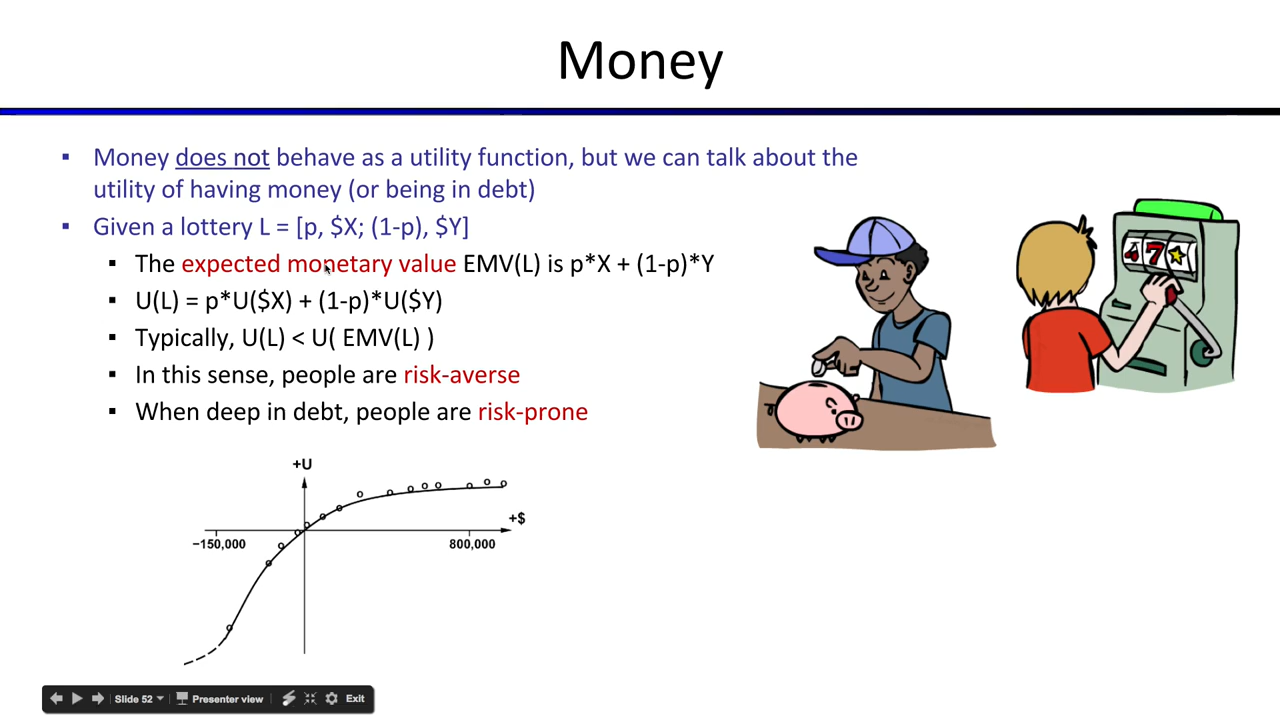 Money
▪ Money does not behave as a utility function, but we can talk about the
utility of having money (or being in debt)
▪ Given a lottery L = [p, $X; (1-p), $Y]
▪ The expected monetary value EMV(L) is p*X + (1-p)*Y
▪ U(L) = p*U($X) + (1-p)*U($Y)
▪ Typically, U(L) < U( EMV(L) )
▪ In this sense, people are risk-averse
▪ When deep in debt, people are risk-prone
7
+U
+$
−150,000
800,000
Slide 52
Presenter view
Exit